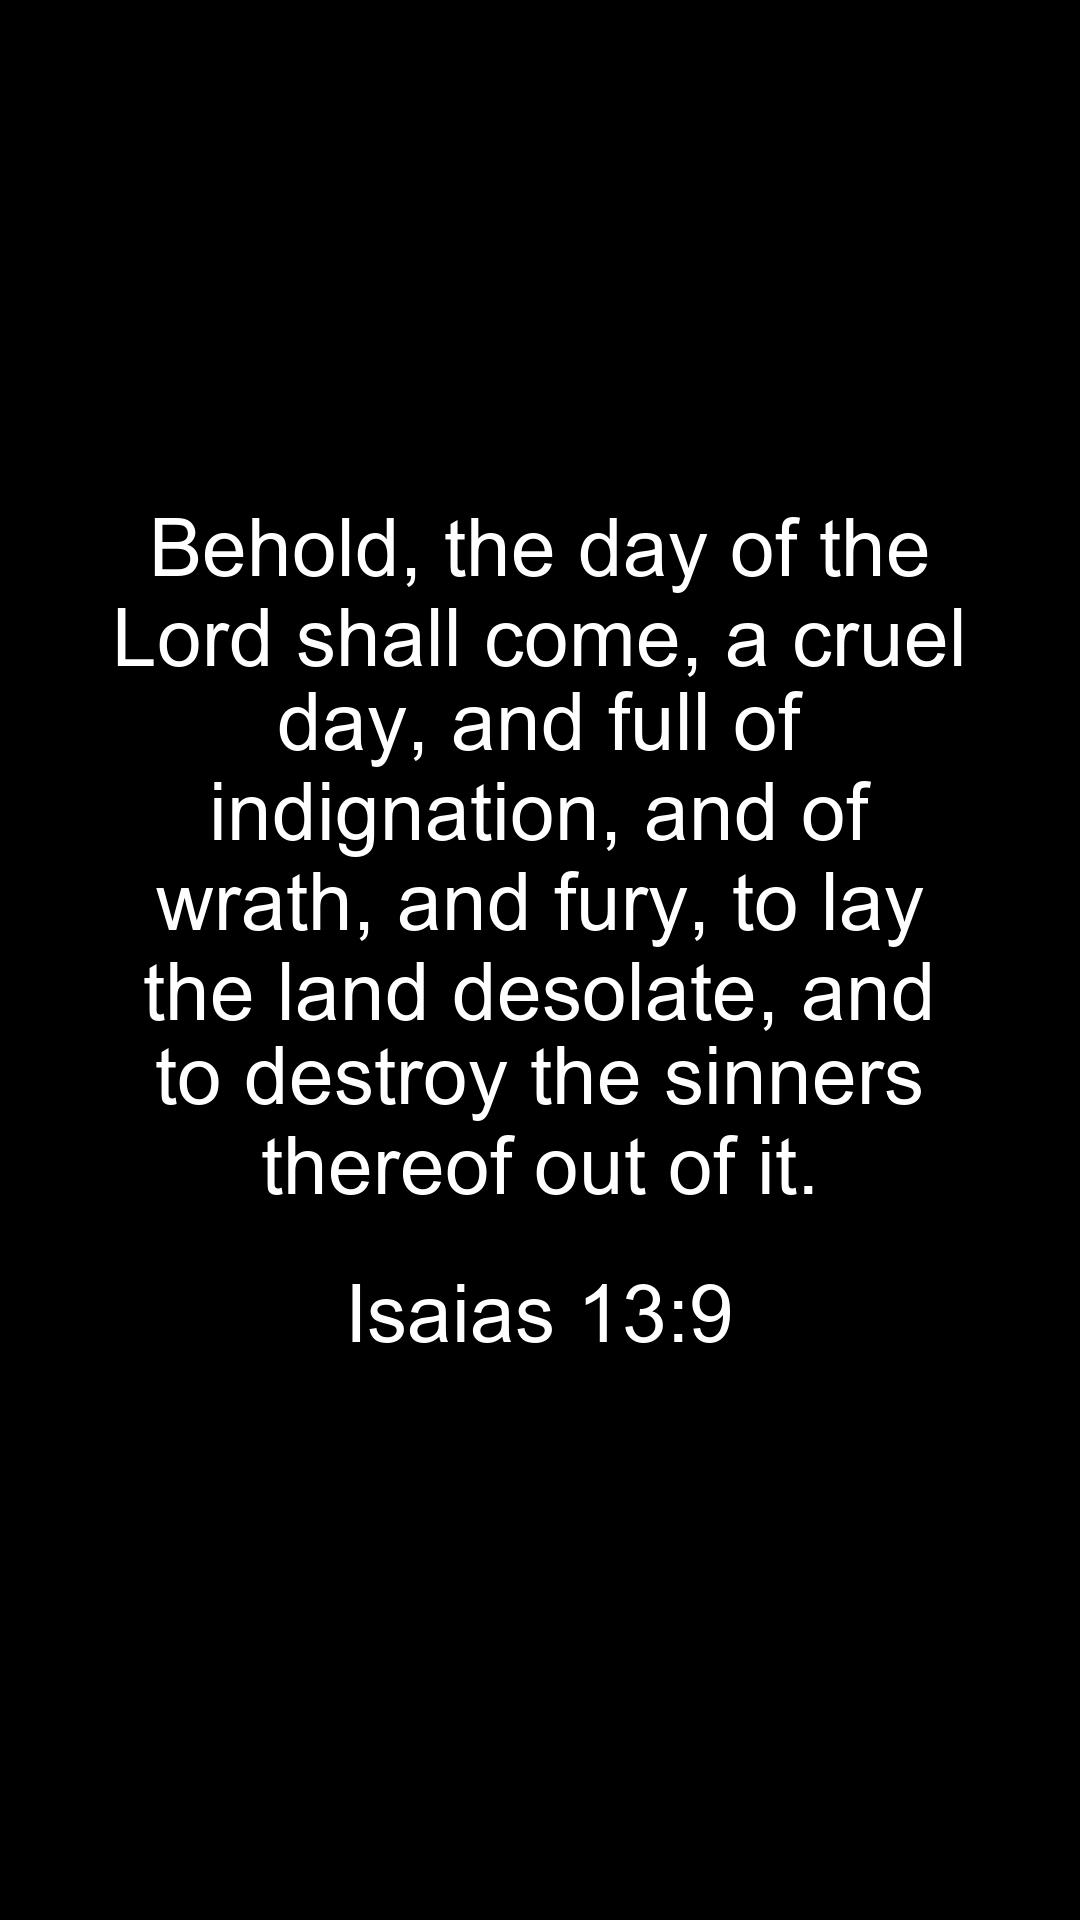 Behold, the day of the
Lord shall come, a cruel
day, and full of
indignation, and of
wrath, and fury, to lay
the land desolate, and
to destroy the sinners
thereof out of it.
Isaias 13:9